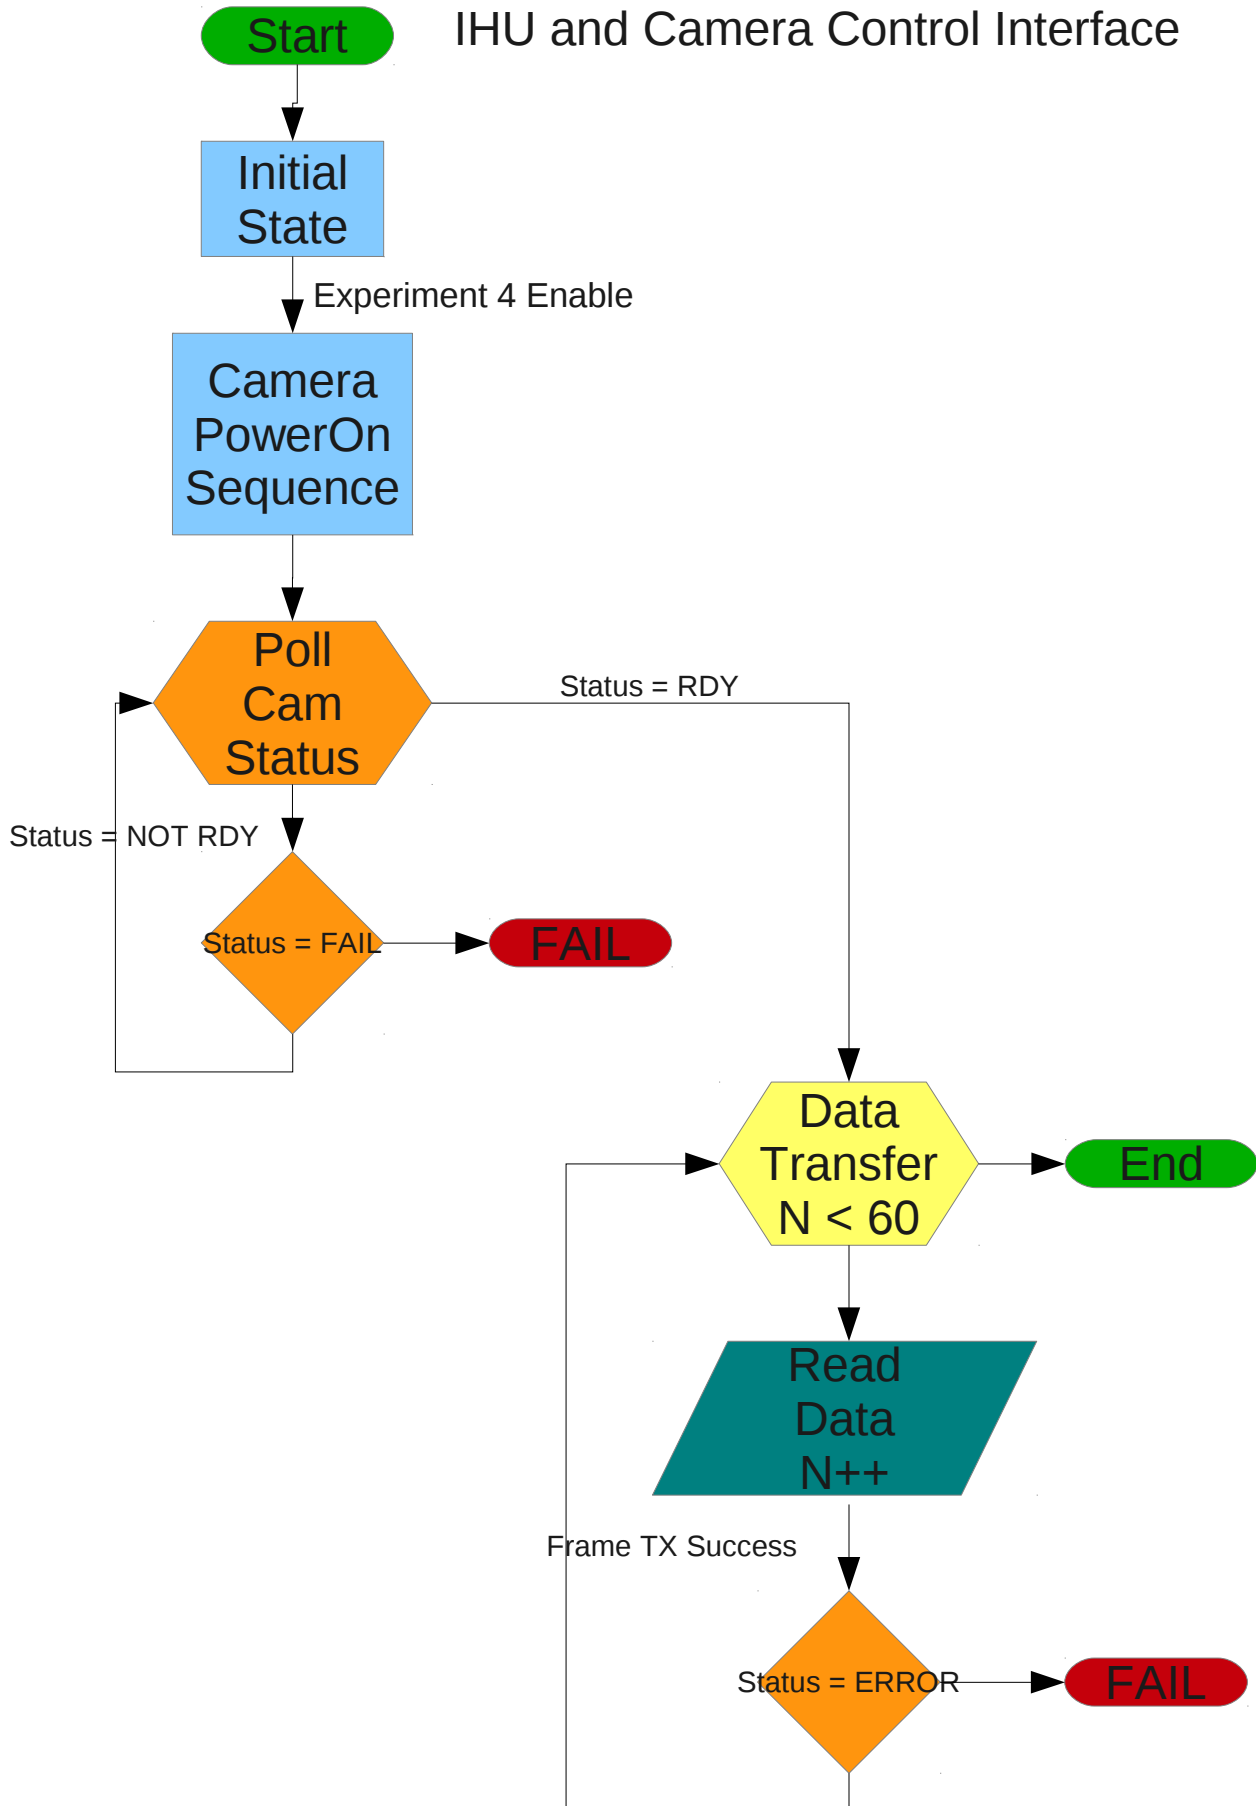 Start
IHU and Camera Control Interface
Initial
State
Experiment 4 Enable
Camera
PowerOn
Sequence
Poll
Cam
Status
Status = RDY
Status = NOT RDY
Status = FAIL
FAIL
Data
Transfer
N < 60
End
Read
Data
N++
Frame TX Success
Status = ERROR
FAIL